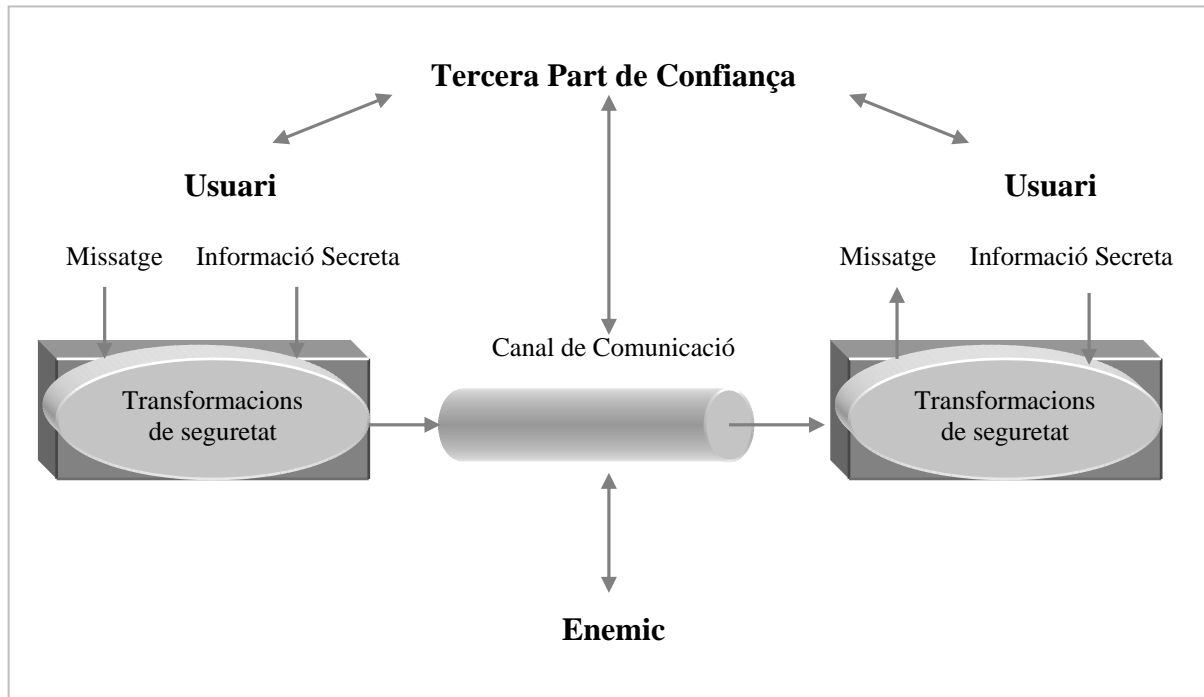 Tercera Part de Confiança
Usuari
Usuari
Missatge
Informació Secreta
Missatge
Informació Secreta
Canal de Comunicació
Transformacions
de seguretat
Transformacions
de seguretat
Enemic